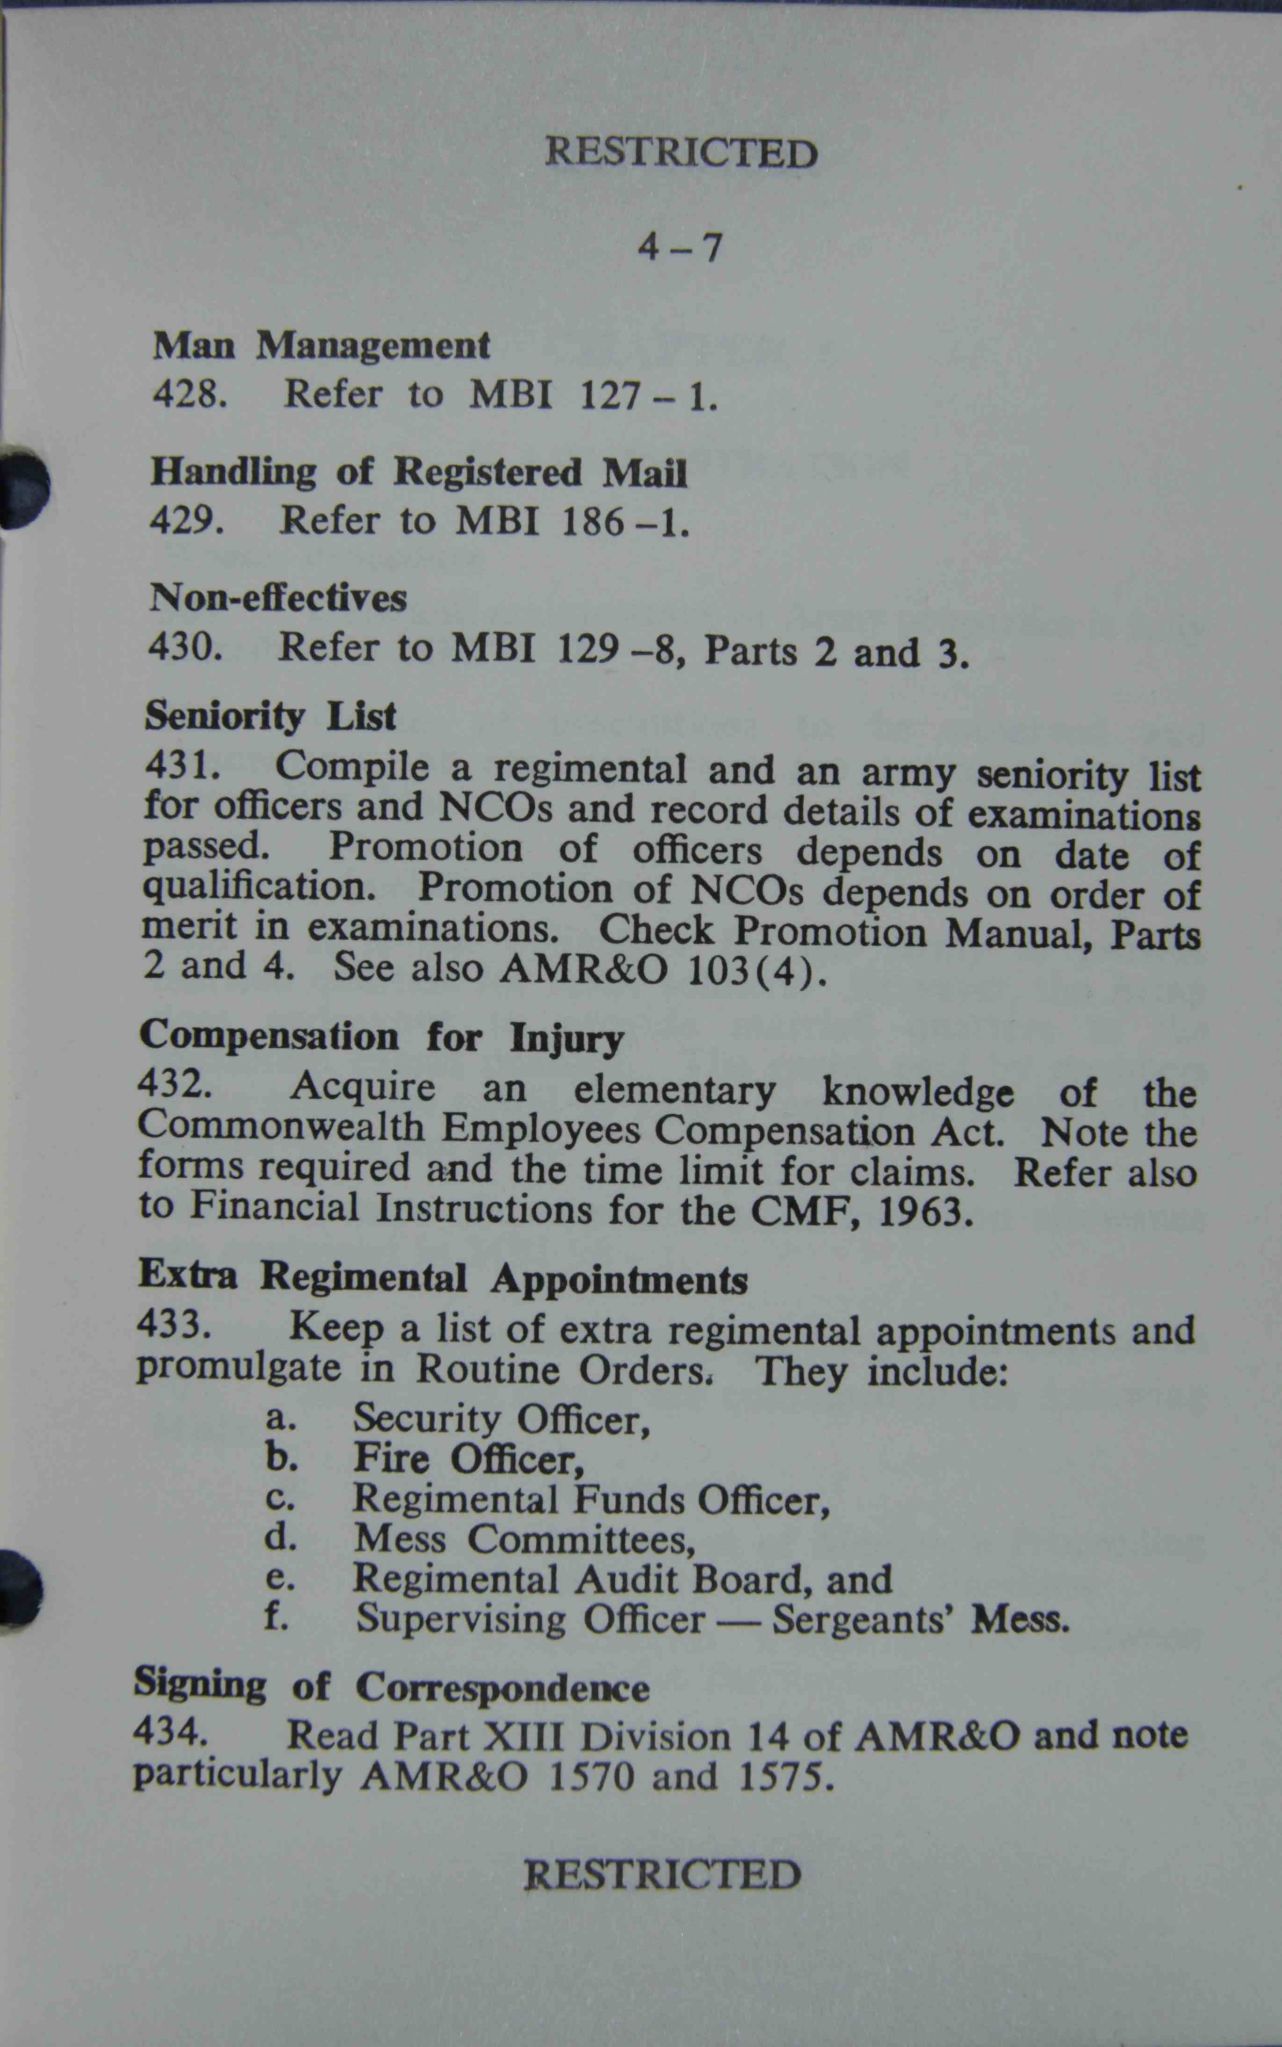 RESTRICTED
4 – 7
Man Management
428. Refer to MBI 127 – 1.
Handling of Registered Mail
429. Refer to MBI 186 –1.
Non-effectives
430. Refer to MBI 129 –8, Parts 2 and 3.
Seniority List
431. Compile a regimental and an army seniority list
for officers and NCOs and record details of examinations
passed. Promotion of officers depends on date of
qualification. Promotion of NCOs depends on order of
merit in examinations. Check Promotion Manual, Parts
2 and 4. See also AMR&O 103(4).
Compensation for Injury
432. Acquire an elementary knowledge of the
Commonwealth Employees Compensation Act. Note the
forms required and the time limit for claims. Refer also
to Financial Instructions for the CMF, 1963.
Extra Regimental Appointments
433. Keep a list of extra regimental appointments and
promulgate in Routine Orders. They include:
a. Security Officer,
b. Fire Officer,
c. Regimental Funds Officer,
d. Mess Committees,
e. Regimental Audit Board, and
f. Supervising Officer — Sergeants' Mess.
Signing of Correspondence
434. Read Part XIII Division 14 of AMR&O and note
particularly AMR&O 1570 and 1575.
RESTRICTED